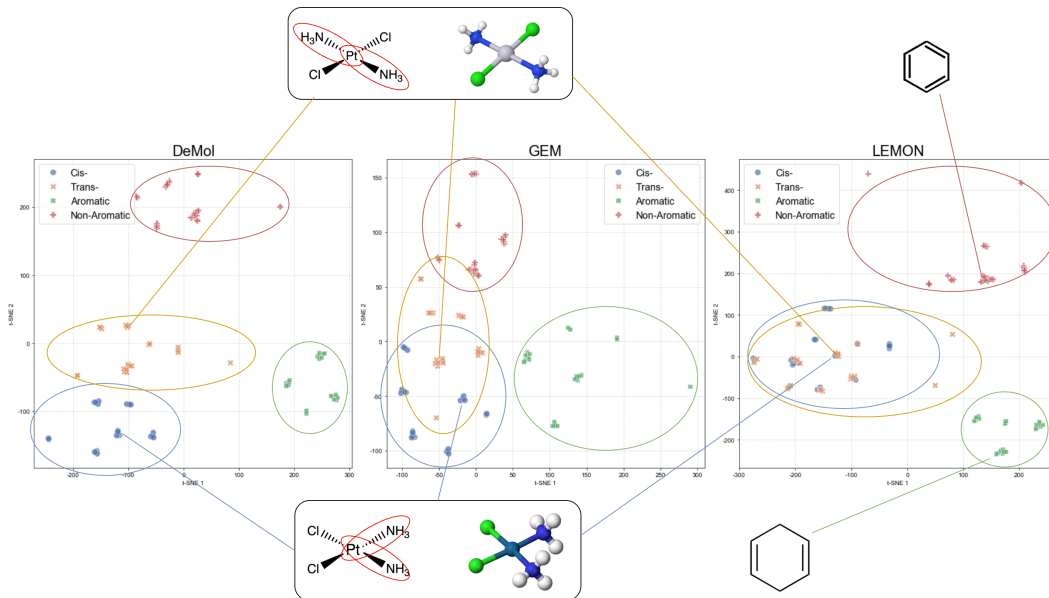 H₃N
Cl
Pt
Cl
NH₃
DeMol
Cis-
Trans-
Aromatic
Non-Aromatic
t-SNE 2
200
100
0
-100
-200
-100
0
100
200
300
t-SNE 1
GEM
Cis-
Trans-
Aromatic
Non-Aromatic
t-SNE 2
150
100
50
0
-50
-100
-100
-50
0
50
100
150
200
250
300
t-SNE 1
LEMON
Cis-
Trans-
Aromatic
Non-Aromatic
t-SNE 2
400
300
200
100
0
-100
-200
-300
-200
-100
0
100
200
t-SNE 1
Cl
NH₃
Pt
Cl
NH₃